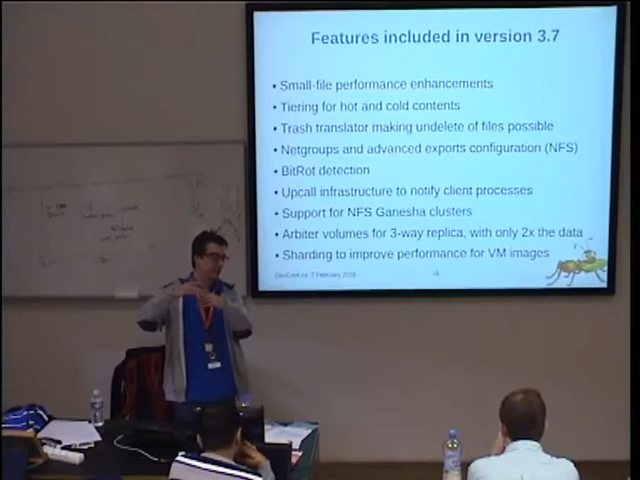 Features included in version 3.7
▪ Small-file performance enhancements
▪ Tiering for hot and cold contents
▪ Trash translator making undelete of files possible
▪ Netgroups and advanced exports configuration (NFS)
▪ BitRot detection
▪ Upcall infrastructure to notify client processes
▪ Support for NFS Ganesha clusters
▪ Arbiter volumes for 3-way replica, with only 2x the data
▪ Sharding to improve performance for VM images
7 February